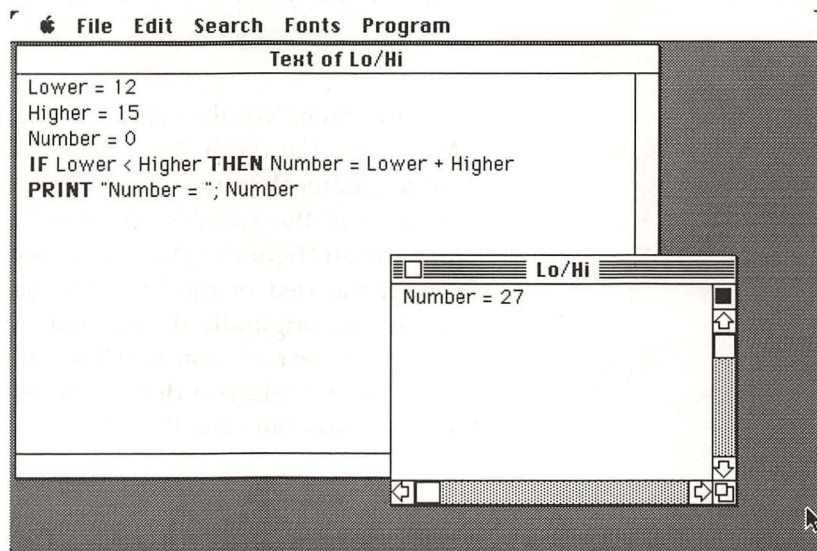 File Edit Search Fonts Program
Text of Lo/Hi
Lower = 12
Higher = 15
Number = 0
IF Lower < Higher THEN Number = Lower + Higher
PRINT "Number = "; Number
Lo/Hi
Number = 27